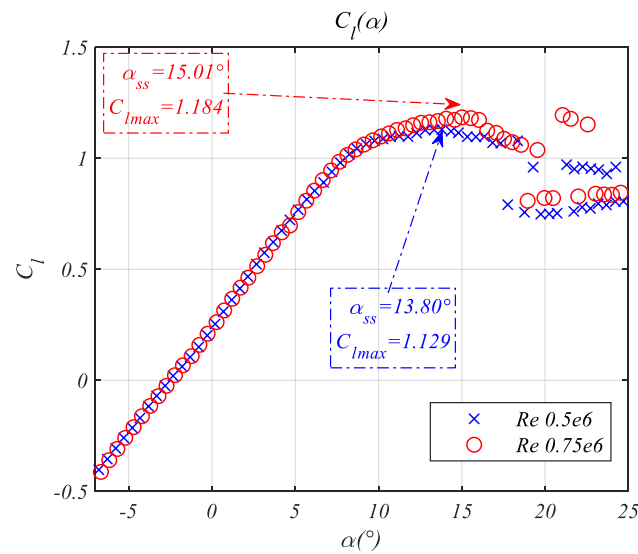 C_l(α)
1.5
α_ss=15.01°
C_lmax=1.184
1
C_l
0.5
α_ss=13.80°
C_lmax=1.129
0
Re 0.5e6
Re 0.75e6
-0.5
-5 0 5 10 15 20 25
α(°)